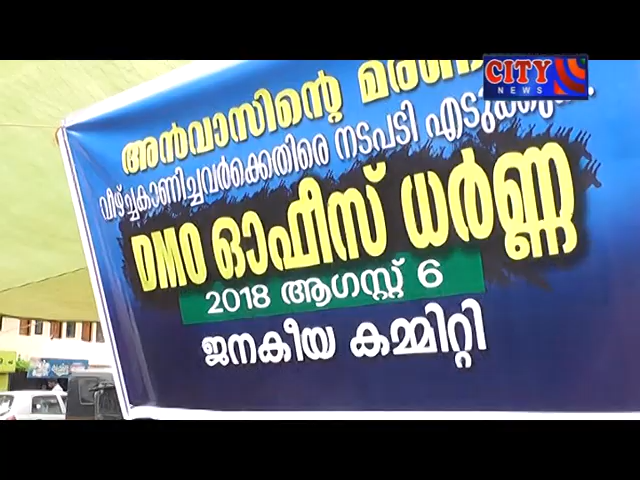 CITY
NEWS
അൻവാസിന്റെ
വീഴ്ച്ചകാണിച്ചവർക്കെതിരെ നടപടി
DMO ഓഫീസ് ധർണ്ണ
2018 ആഗസ്റ്റ് 6
ജനകീയ കമ്മിറ്റി